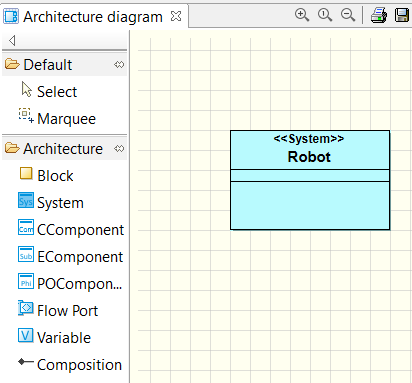 Architecture diagram
Default
Select
Marquee
Architecture
Block
Sys System
Com CComponent
Sub EComponent
Phi POCompon...
Flow Port
V Variable
Composition
<<System>>
Robot